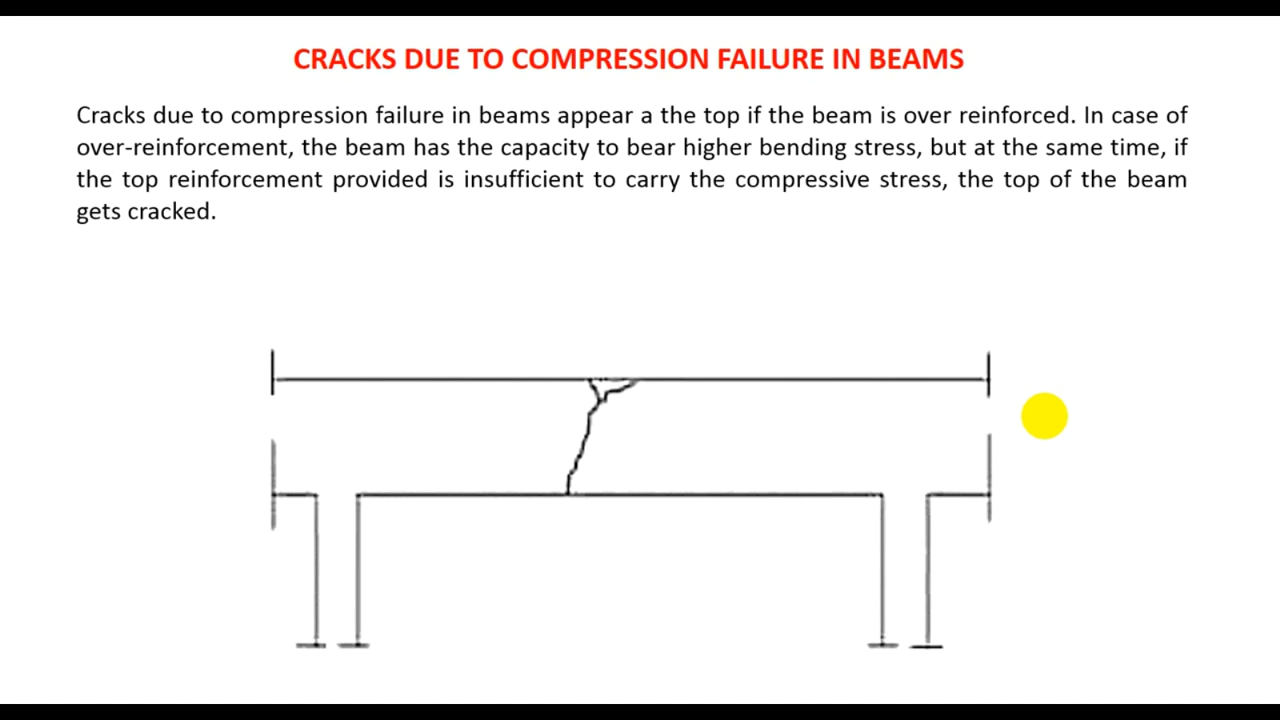 CRACKS DUE TO COMPRESSION FAILURE IN BEAMS
Cracks due to compression failure in beams appear a the top if the beam is over reinforced. In case of
over-reinforcement, the beam has the capacity to bear higher bending stress, but at the same time, if
the top reinforcement provided is insufficient to carry the compressive stress, the top of the beam
gets cracked.